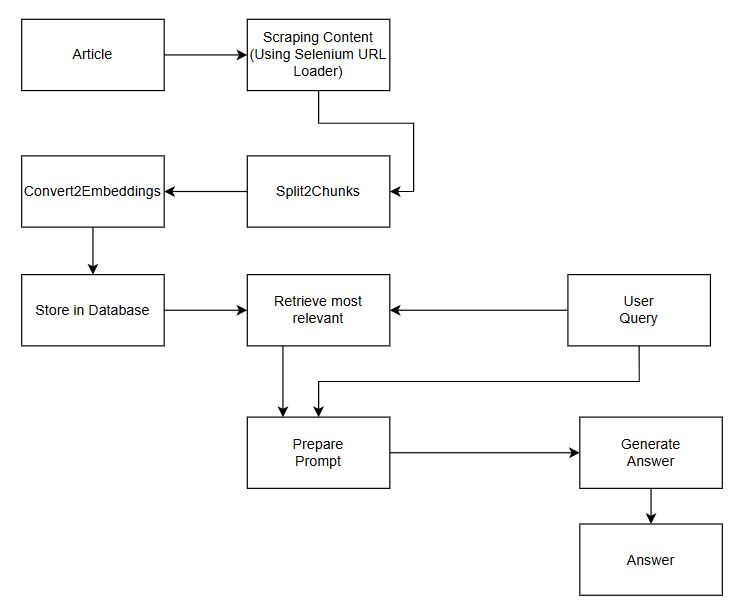 Article
Scraping Content
(Using Selenium URL
Loader)
Convert2Embeddings
Split2Chunks
Store in Database
Retrieve most
relevant
User
Query
Prepare
Prompt
Generate
Answer
Answer